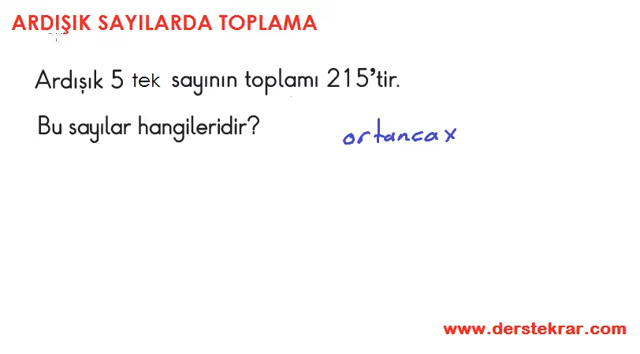 ARDIŞIK SAYILARDA TOPLAMA
Ardışık 5 tek sayının toplamı 215'tir.
Bu sayılar hangileridir?
ortanca x
www.derstekrar.com